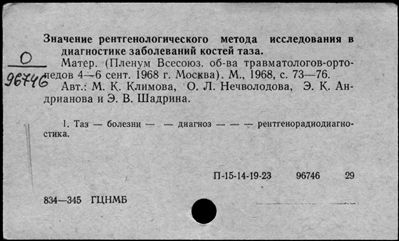 Значение рентгенологического метода исследования в
диагностике заболеваний костей таза.
О
96746
Матер. (Пленум Всесоюз. об-ва травматологов-орто-
педов 4—6 сент. 1968 г. Москва). М., 1968, с. 73—76.
Авт.: М. К. Климова, О. Л. Нечволодова, Э. К. Ан-
дрианова и Э. В. Шадрина.
1. Таз — болезни — — диагноз — — — рентгенорадиодиагно-
стика.
П-15-14-19-23 96746 29
834—345 ГЦНМБ